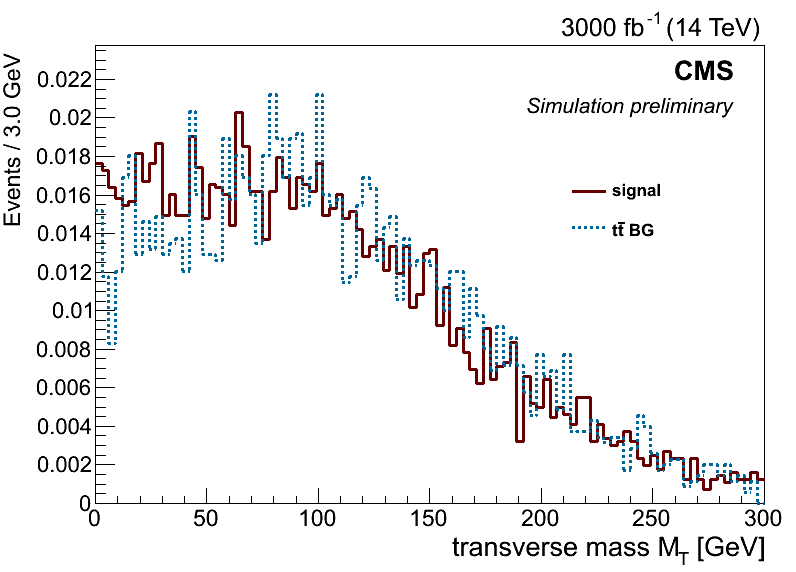 3000 fb⁻¹ (14 TeV)
CMS
Simulation preliminary
signal
tt̄ BG
Events / 3.0 GeV
0.022
0.02
0.018
0.016
0.014
0.012
0.01
0.008
0.006
0.004
0.002
0
0 50 100 150 200 250 300
transverse mass M_T [GeV]